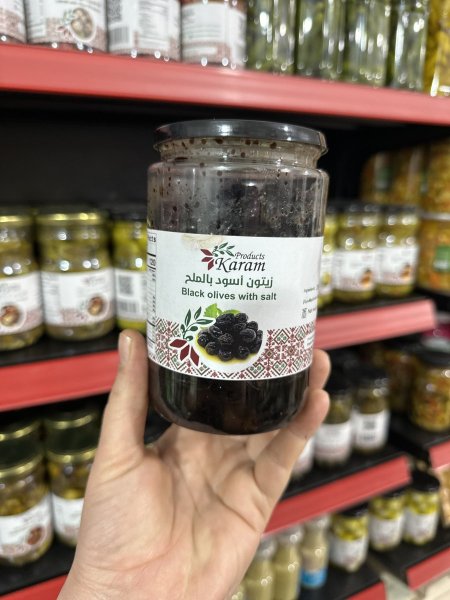 Products
Karam
زيتون أسود بالملح
Black olives with salt